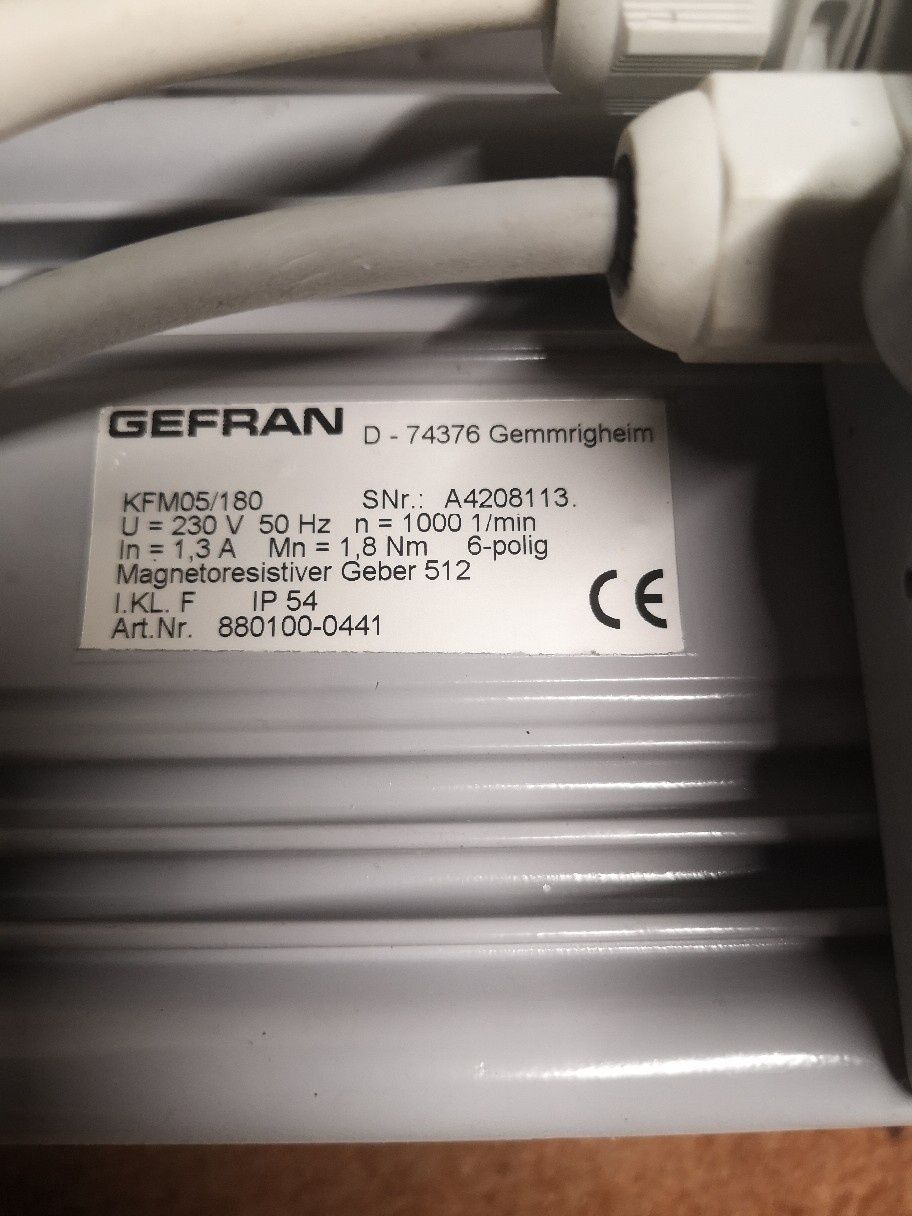 GEFRAN D - 74376 Gemmrigheim
KFM05/180 SNr.: A4208113.
U = 230 V 50 Hz n = 1000 1/min
In = 1,3 A Mn = 1,8 Nm 6-polig
Magnetoresistiver Geber 512
I.KL. F IP 54
Art.Nr. 880100-0441
CE